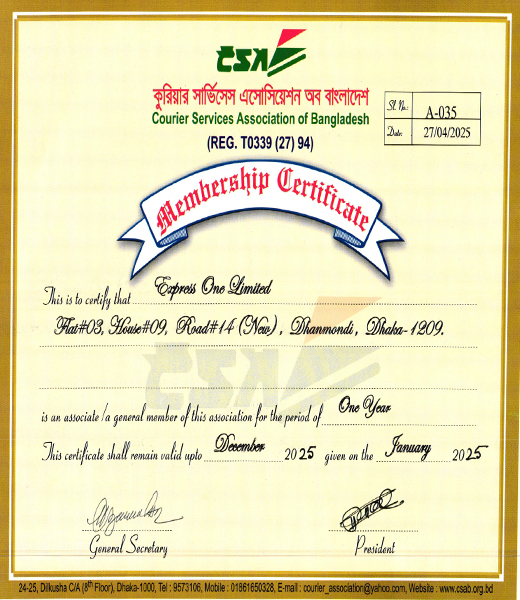 CSAB
কুরিয়ার সার্ভিসেস এসোসিয়েশন অব বাংলাদেশ
Courier Services Association of Bangladesh
(REG. T0339 (27) 94)
Sl. No.: A-035
Date: 27/04/2025
Membership Certificate
This is to certify that Express One Limited
Flat#03, House#09, Road#14 (New), Dhanmondi, Dhaka-1209.
CSAB
is an associate /a general member of this association for the period of One Year
This certificate shall remain valid upto December 2025 given on the January 2025
General Secretary
President
24-25, Dilkusha C/A (8th Floor), Dhaka-1000, Tel : 9573106, Mobile : 01861650328, E-mail : courier_association@yahoo.com, Website : www.csab.org.bd